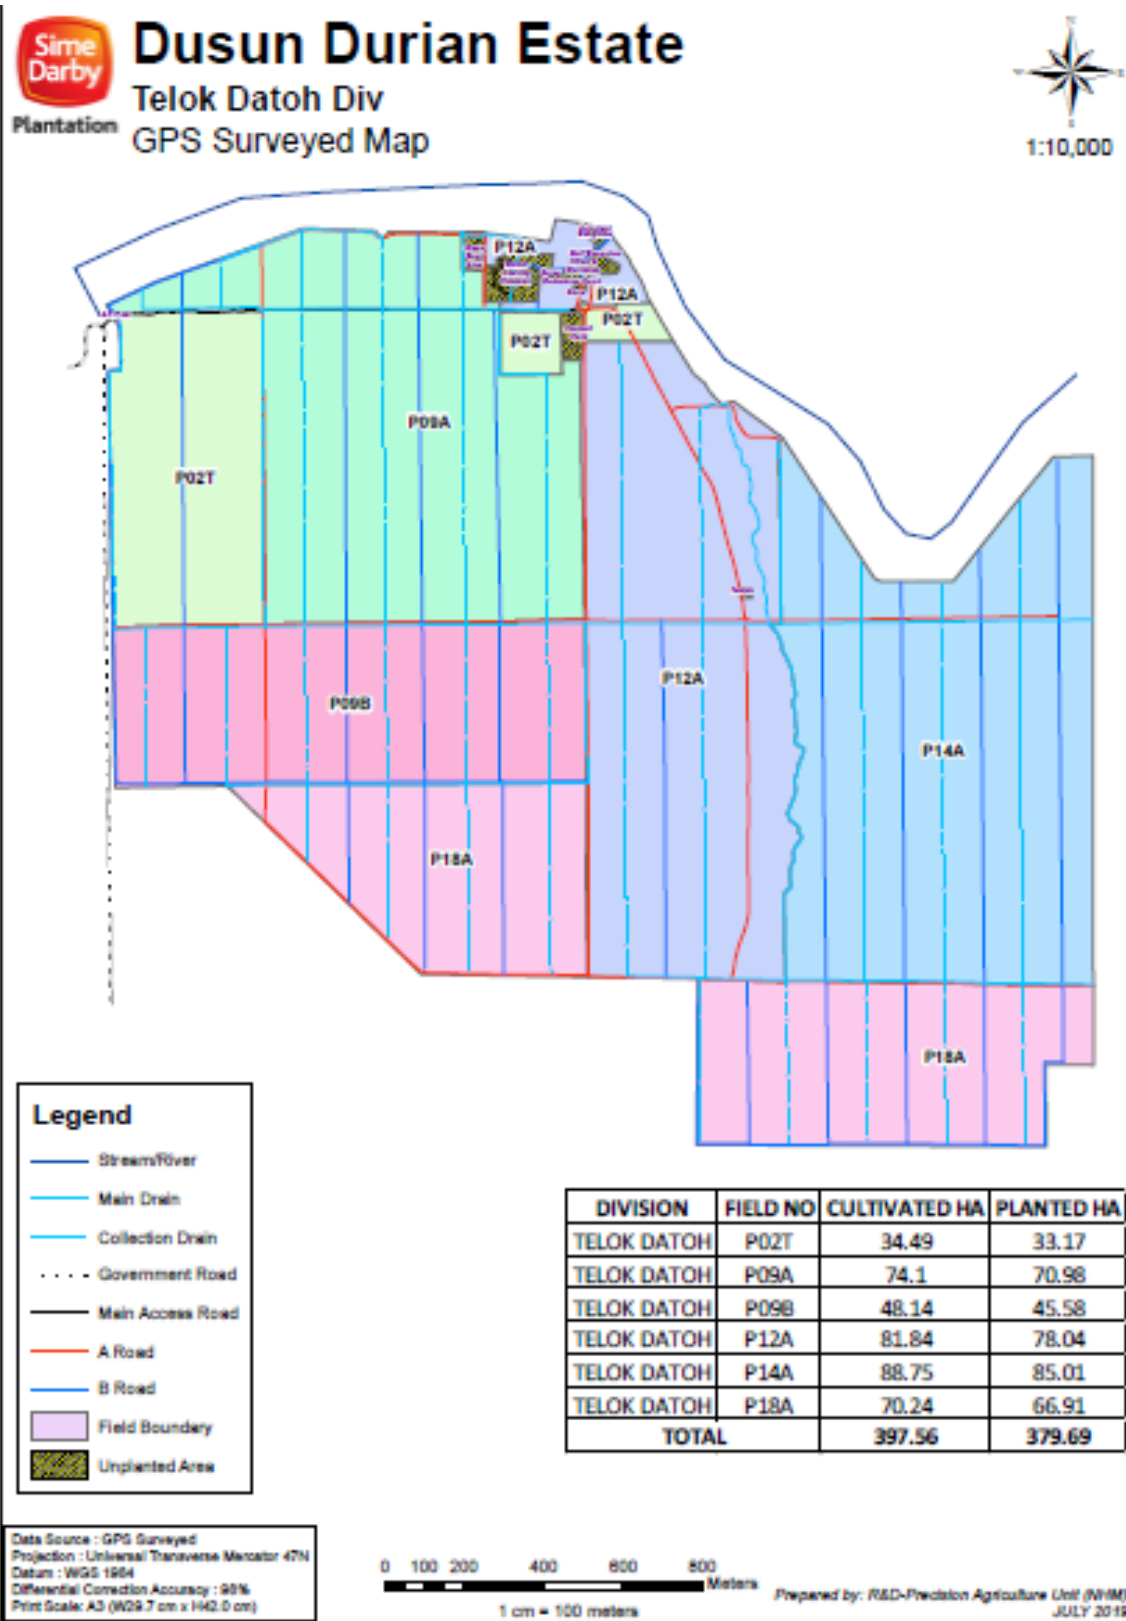 Sime
Darby
Plantation
Dusun Durian Estate
Telok Datoh Div
GPS Surveyed Map
N
1:10,000
P12A
P12A
P02T
P02T
P09A
P02T
P12A
P09B
P14A
P18A
P18A
Legend
Stream/River
Main Drain
Collection Drain
Government Road
Main Access Road
A Road
B Road
Field Boundary
Unplanted Area
DIVISION FIELD NO CULTIVATED HA PLANTED HA
TELOK DATOH P02T 34.49 33.17
TELOK DATOH P09A 74.1 70.98
TELOK DATOH P09B 48.14 45.58
TELOK DATOH P12A 81.84 78.04
TELOK DATOH P14A 88.75 85.01
TELOK DATOH P18A 70.24 66.91
TOTAL 397.56 379.69
Data Source : GPS Surveyed
Projection : Universal Transverse Mercator 47N
Datum : WGS 1984
Differential Correction Accuracy : 98%
Print Scale: A3 (W29.7 cm x H42.0 cm)
0 100 200 400 600 800
Meters
1 cm = 100 meters
Prepared by: R&D-Precision Agriculture Unit (NHM)
JULY 2019